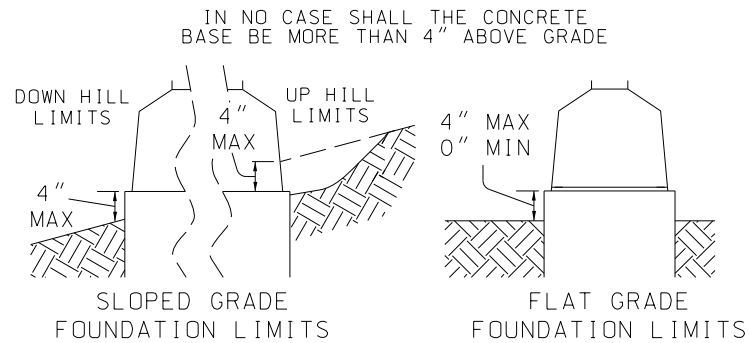 IN NO CASE SHALL THE CONCRETE
BASE BE MORE THAN 4" ABOVE GRADE
DOWN HILL
LIMITS
4"
MAX
UP HILL
LIMITS
4"
MAX
4" MAX
0" MIN
SLOPED GRADE
FOUNDATION LIMITS
FLAT GRADE
FOUNDATION LIMITS